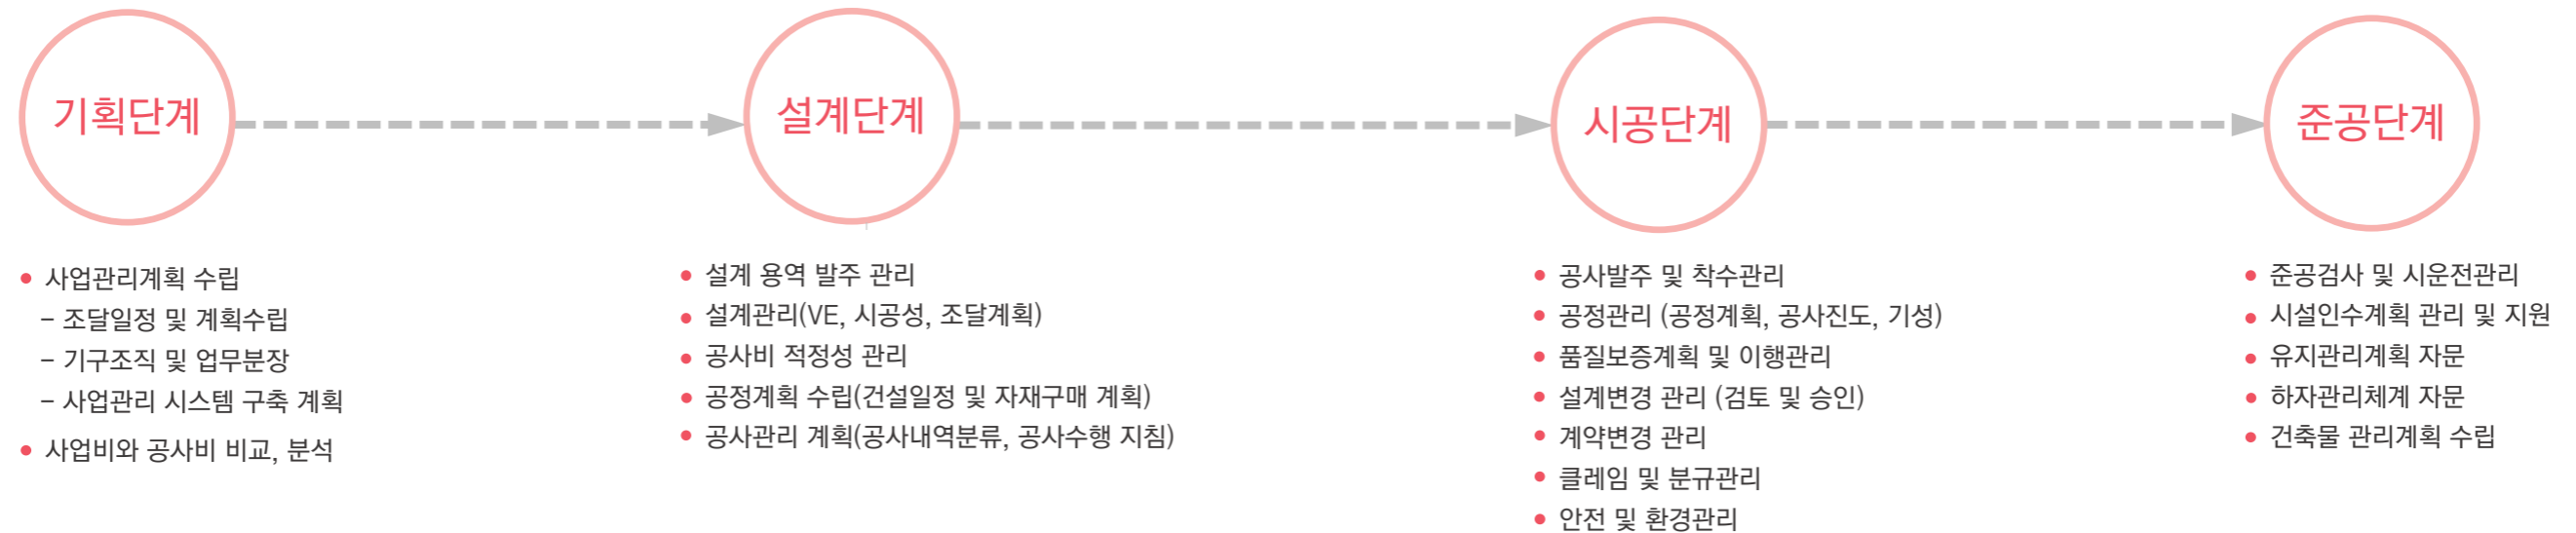 기획단계
설계단계
시공단계
준공단계
• 사업관리계획 수립
– 조달일정 및 계획수립
– 기구조직 및 업무분장
– 사업관리 시스템 구축 계획
• 사업비와 공사비 비교, 분석
• 설계 용역 발주 관리
• 설계관리(VE, 시공성, 조달계획)
• 공사비 적정성 관리
• 공정계획 수립(건설일정 및 자재구매 계획)
• 공사관리 계획(공사내역분류, 공사수행 지침)
• 공사발주 및 착수관리
• 공정관리 (공정계획, 공사진도, 기성)
• 품질보증계획 및 이행관리
• 설계변경 관리 (검토 및 승인)
• 계약변경 관리
• 클레임 및 분규관리
• 안전 및 환경관리
• 준공검사 및 시운전관리
• 시설인수계획 관리 및 지원
• 유지관리계획 자문
• 하자관리체계 자문
• 건축물 관리계획 수립